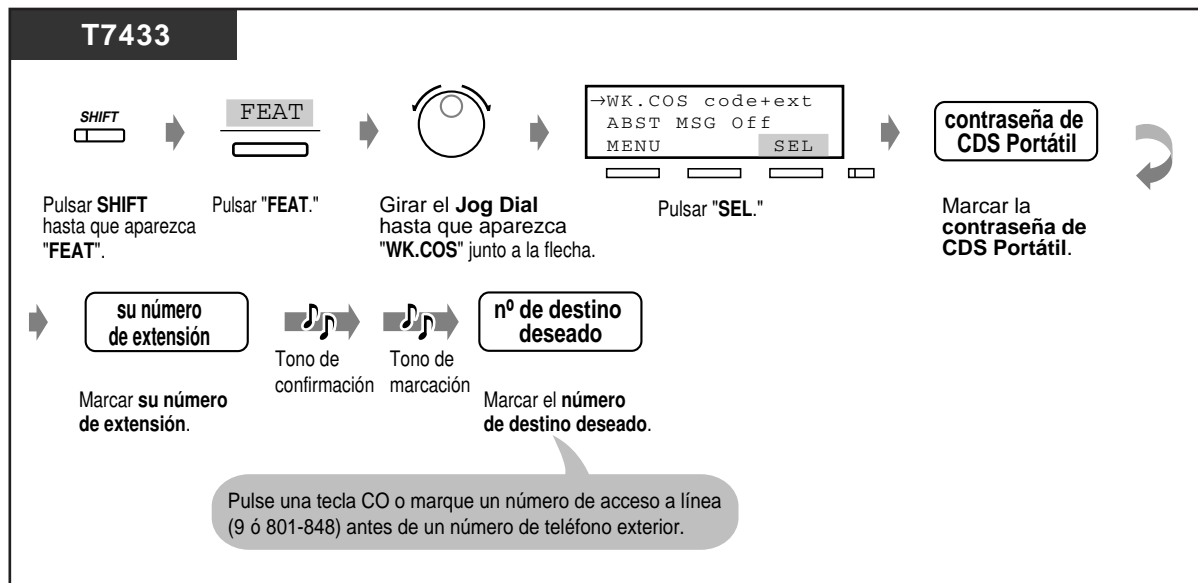 T7433
SHIFT
FEAT
→WK.COS code+ext
ABST MSG Off
MENU SEL
contraseña de
CDS Portátil
Pulsar SHIFT
hasta que aparezca
"FEAT".
Pulsar "FEAT."
Girar el Jog Dial
hasta que aparezca
"WK.COS" junto a la flecha.
Pulsar "SEL."
Marcar la
contraseña de
CDS Portátil.
su número
de extensión
Tono de
confirmación
Tono de
marcación
nº de destino
deseado
Marcar su número
de extensión.
Marcar el número
de destino deseado.
Pulse una tecla CO o marque un número de acceso a línea
(9 ó 801-848) antes de un número de teléfono exterior.